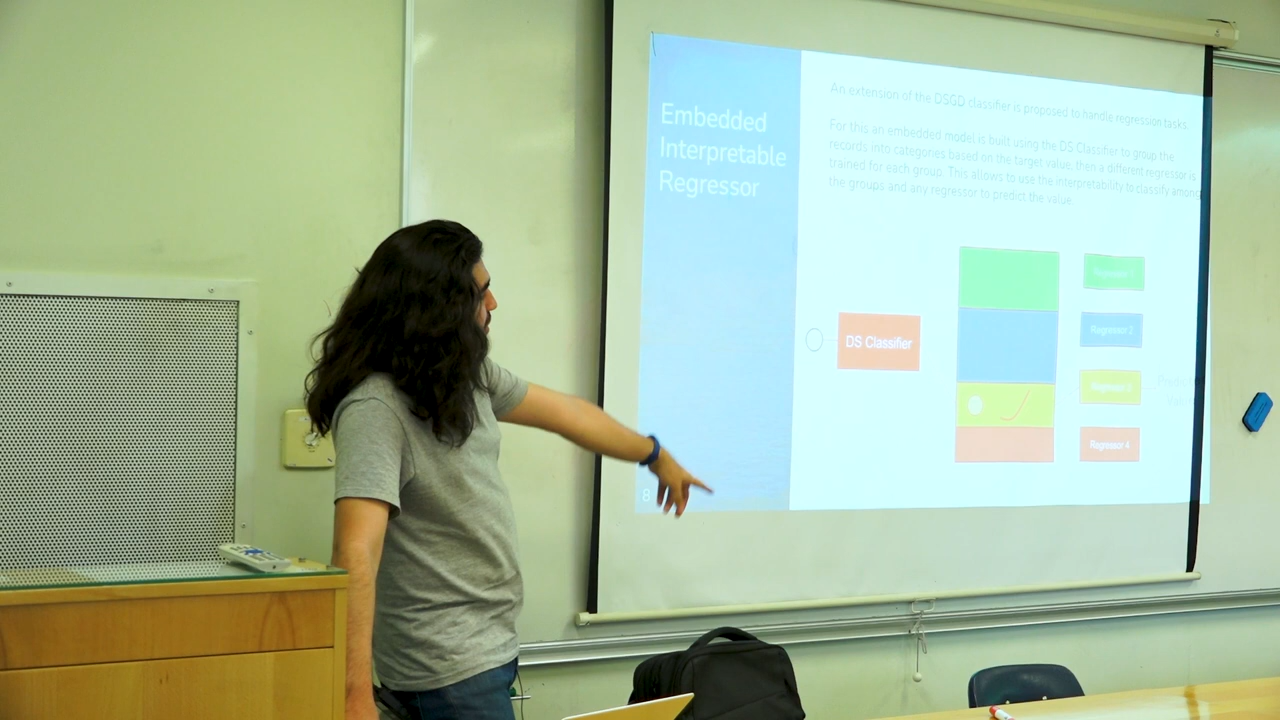 Embedded
Interpretable
Regressor
8
An extension of the DSGD classifier is proposed to handle regression tasks.
For this an embedded model is built using the DS Classifier to group the
records into categories based on the target value, then a different regressor is
trained for each group. This allows to use the interpretability to classify among
the groups and any regressor to predict the value.
DS Classifier
Regressor 2
Regressor 3
Regressor 4